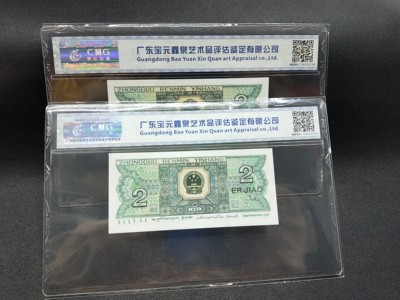 CMG
广东宝元鑫泉艺术品评估鉴定有限公司
Guangdong Bao Yuan Xin Quan art Appraisal co.,Ltd.
ZHONGGUO RENMIN YINHANG
CMG
广东宝元鑫泉艺术品评估鉴定有限公司
Guangdong Bao Yuan Xin Quan art Appraisal co.,Ltd.
ZHONGGUO RENMIN YINHANG
2
2
ERJIAO